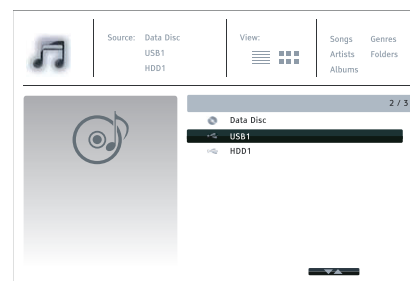 Source: Data Disc
USB1
HDD1
View:
Songs Genres
Artists Folders
Albums
2 / 3
Data Disc
USB1
HDD1